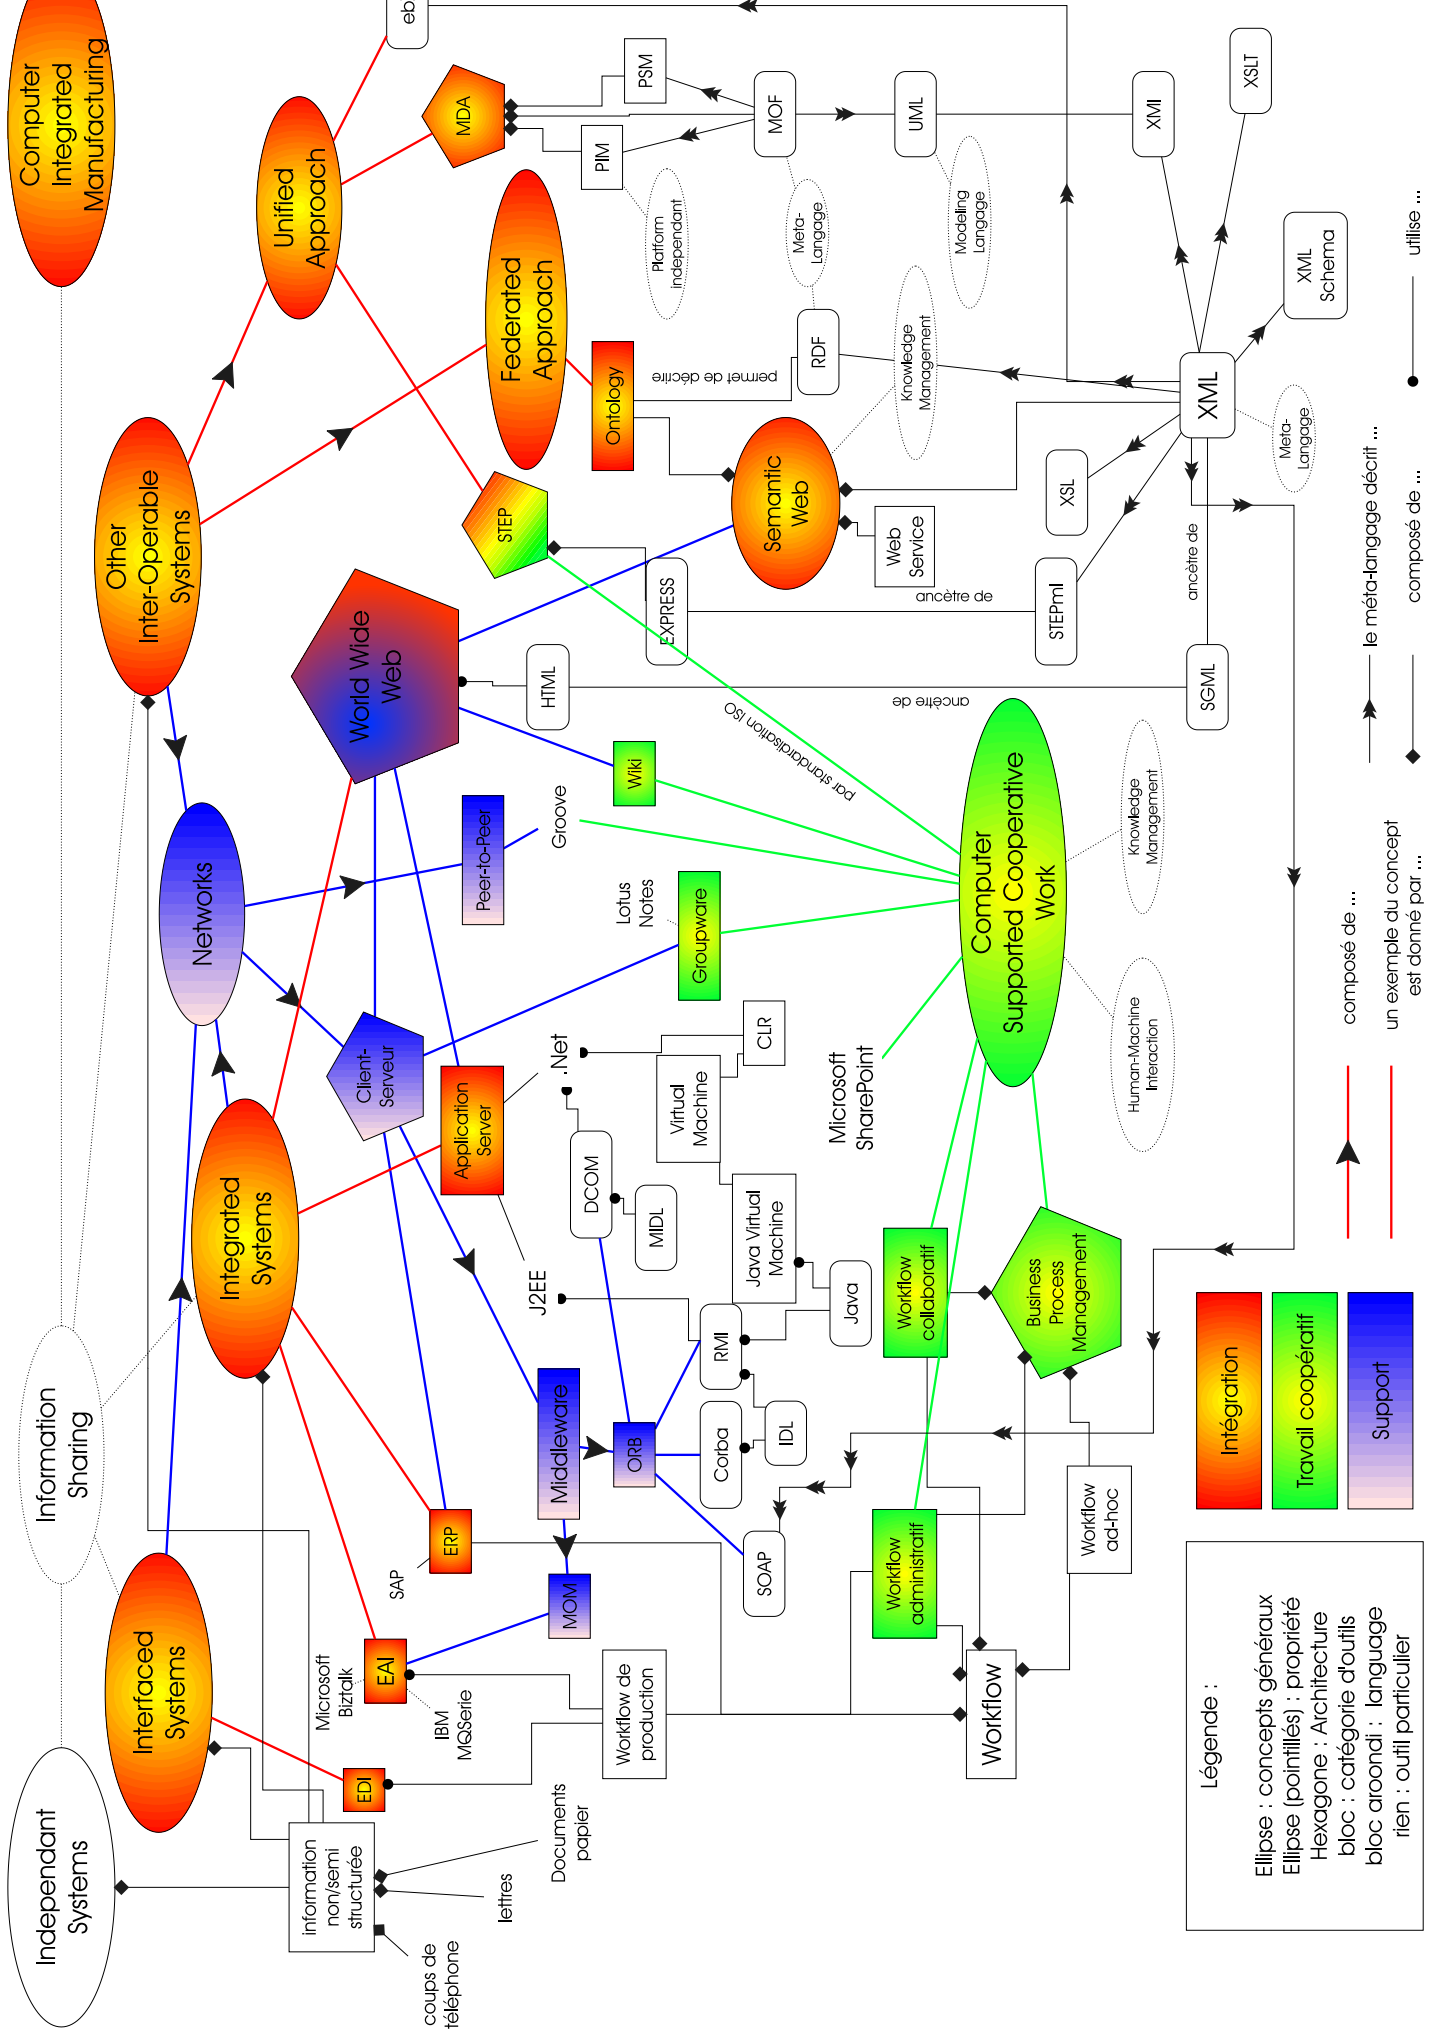 Independant
Systems
Information
Sharing
Computer
Integrated
Manufacturing
Interfaced
Systems
Integrated
Systems
Networks
Other
Inter-Operable
Systems
Unified
Approach
information
non/semi
structurée
coups de
téléphone
lettres
Documents
papier
EDI
Microsoft
Biztalk
EAI
IBM
MQSerie
SAP
ERP
Client-
Serveur
World Wide
Web
Application
Server
Peer-to-Peer
Groove
STEP
Federated
Approach
MDA
eb
PSM
PIM
Platform
independant
Ontology
permet de décrire
MOM
Middleware
J2EE
.Net
Workflow de
production
ORB
DCOM
MIDL
Lotus
Notes
Wiki
HTML
EXPRESS
Groupware
Virtual
Machine
CLR
Java Virtual
Machine
Java
RMI
Corba
IDL
SOAP
Microsoft
SharePoint
par standardisation ISO
Semantic
Web
Web
Service
RDF
Meta-
Langage
MOF
UML
Modeling
Langage
Knowledge
Management
ancêtre de
ancètre de
Workflow
administratif
Workflow
collaboratif
Computer
Supported Cooperative
Work
Business
Process
Management
Workflow
Workflow
ad-hoc
Human-Machine
Interaction
Knowledge
Management
STEPml
XSL
XMI
XSLT
SGML
ancêtre de
XML
Meta-
Langage
XML
Schema
Légende :
Ellipse : concepts généraux
Ellipse (pointillés) : propriété
Hexagone : Architecture
bloc : catégorie d'outils
bloc aroondi : language
rien : outil particulier
Intégration
Travail coopératif
Support
composé de ...
un exemple du concept
est donné par ...
le méta-langage décrit ...
composé de ...
utilise ...